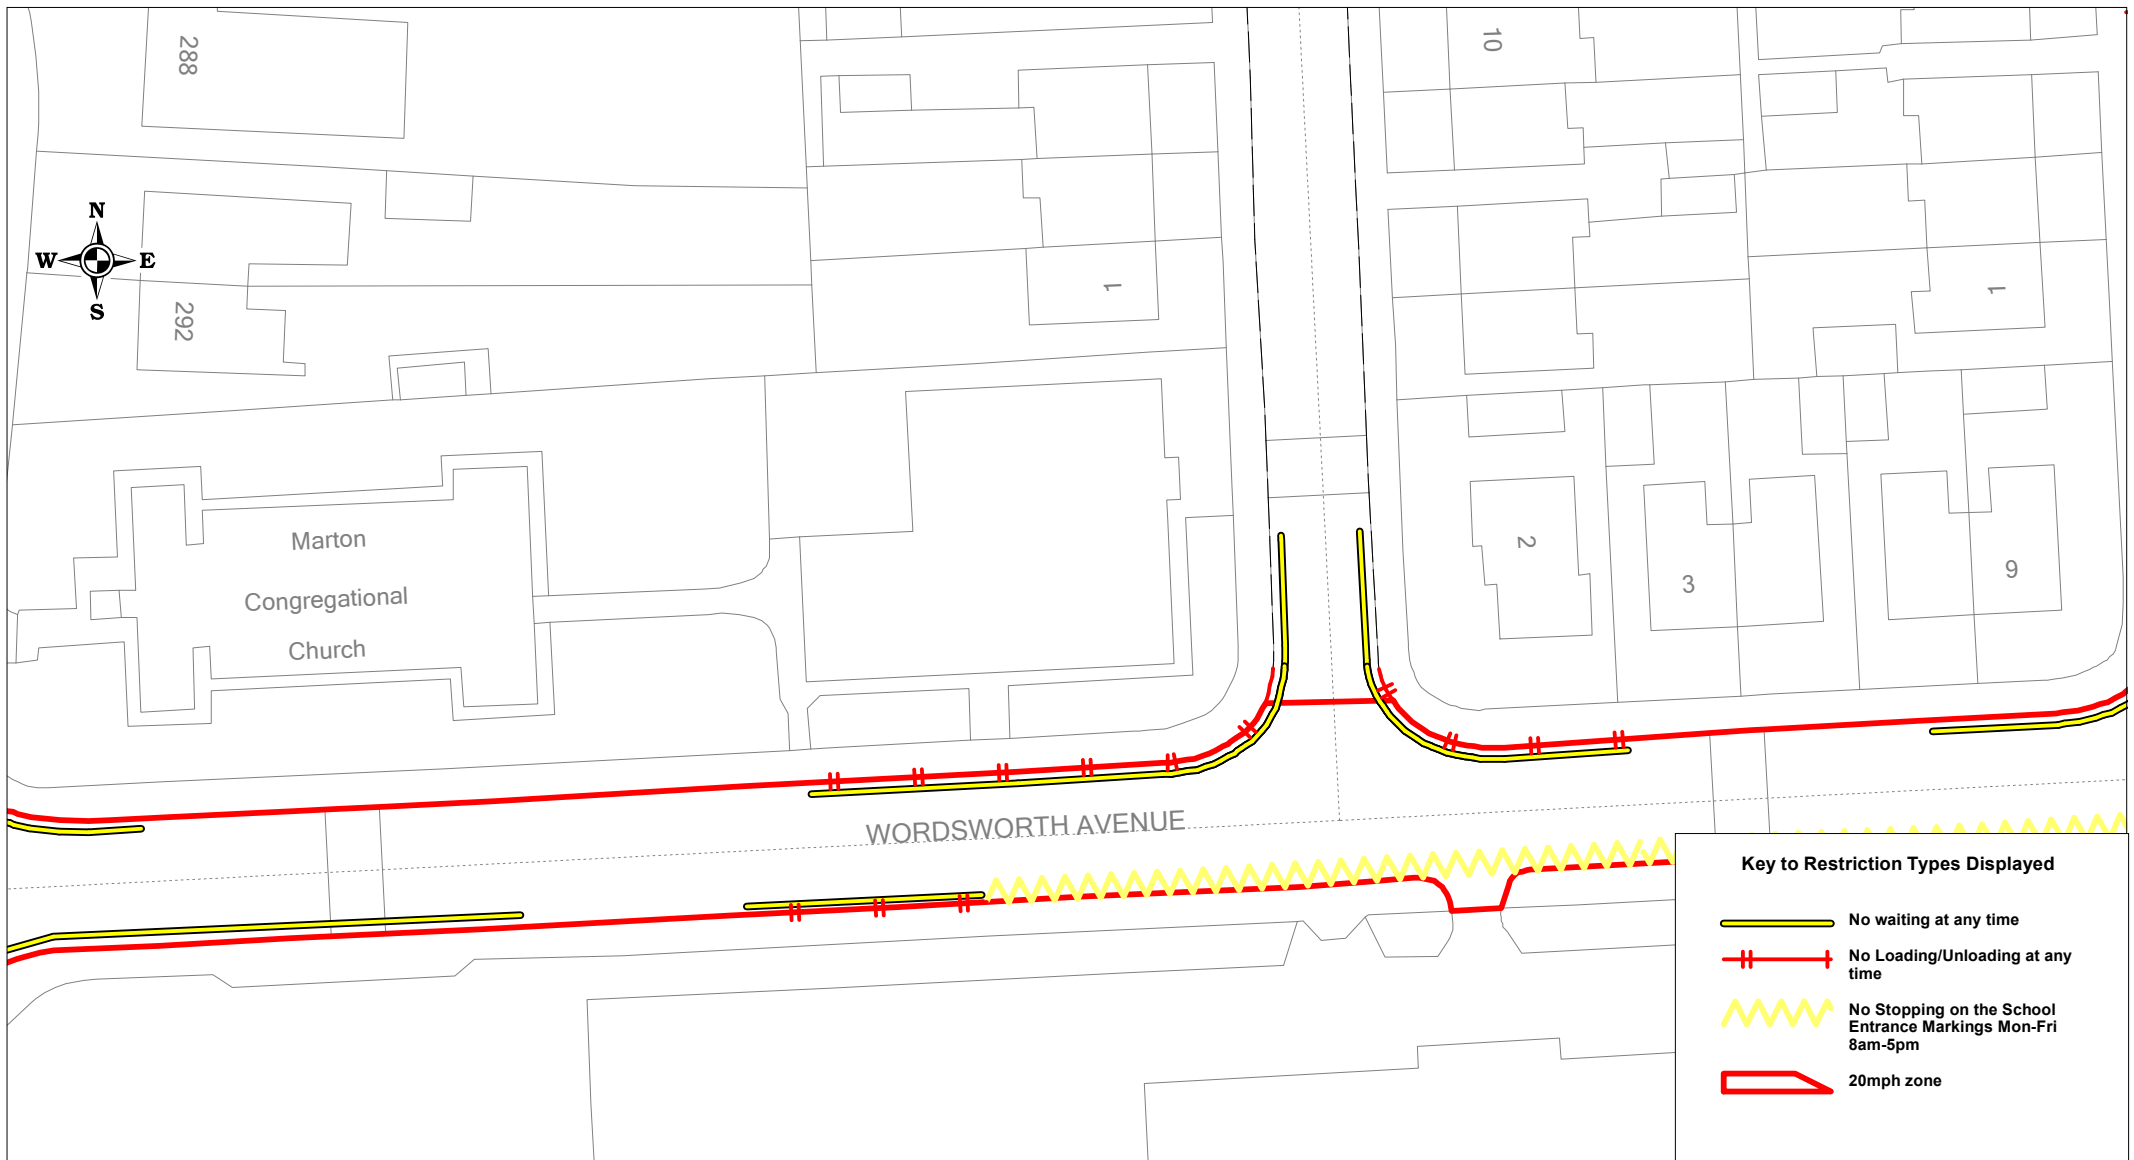 288
10
N
W E
S
292
1
1
Marton
Congregational
Church
2
3
9
WORDSWORTH AVENUE
Key to Restriction Types Displayed
No waiting at any time
No Loading/Unloading at any
time
No Stopping on the School
Entrance Markings Mon-Fri
8am-5pm
20mph zone